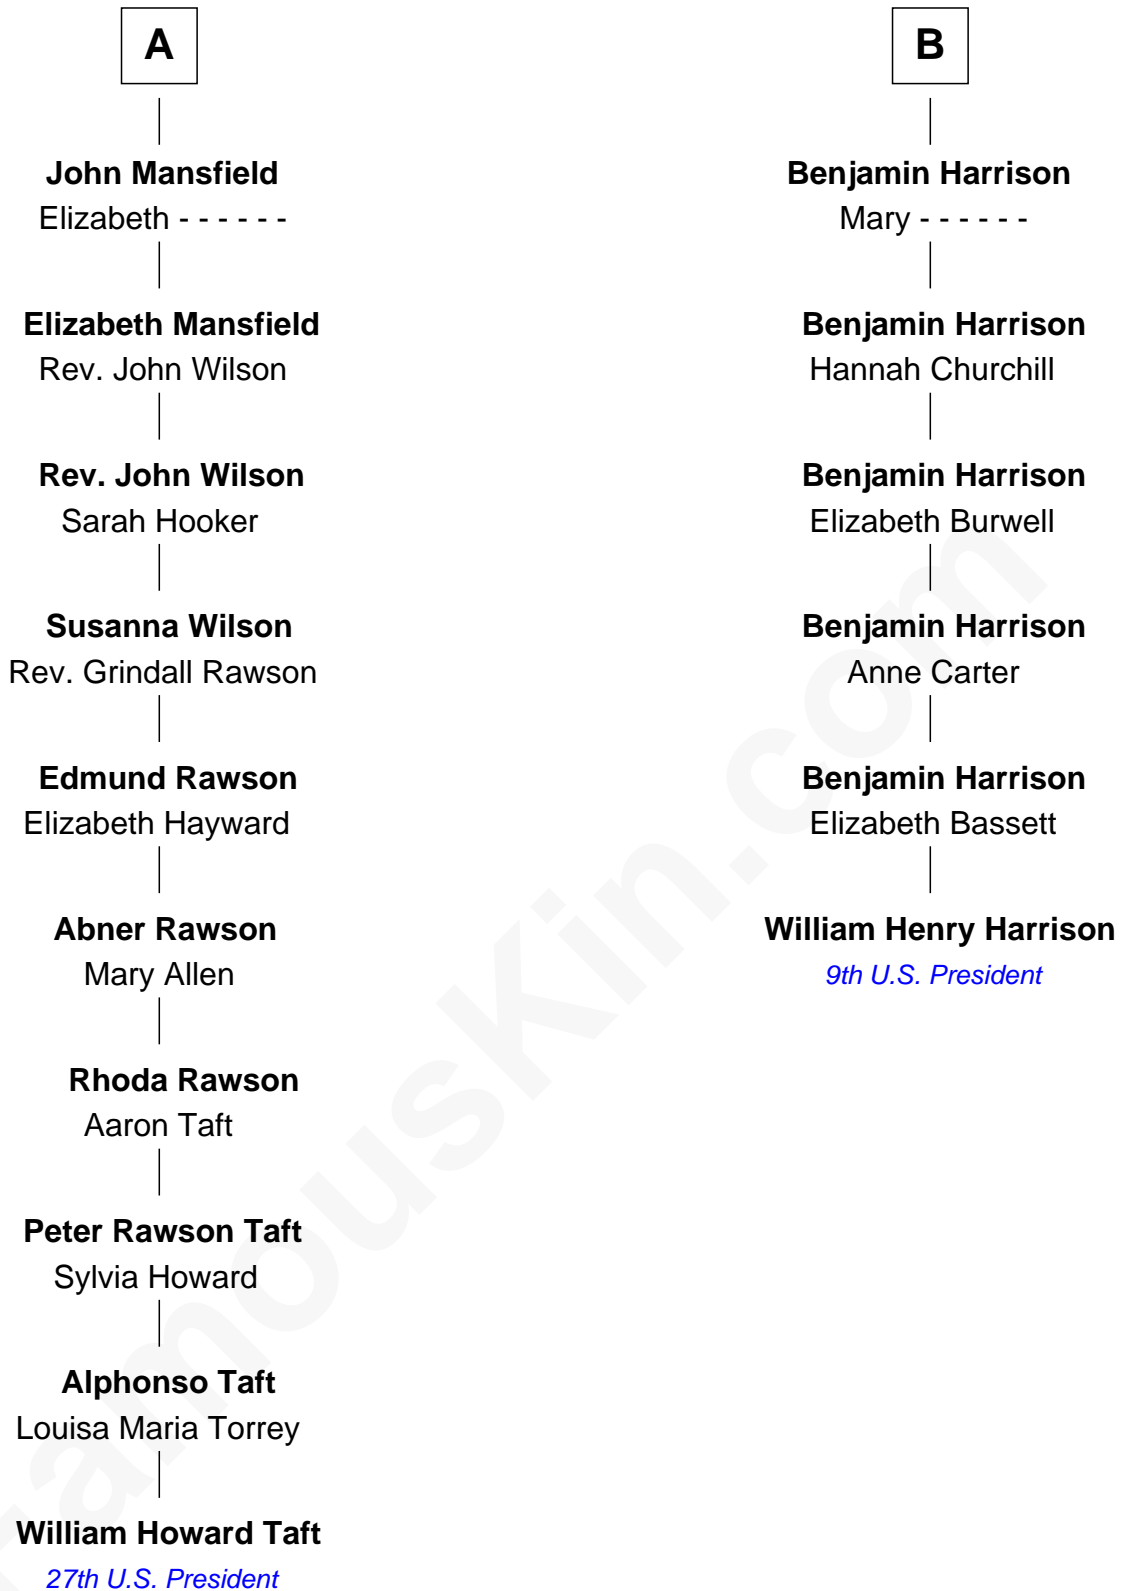 A
John Mansfield
Elizabeth - - - - - -
Elizabeth Mansfield
Rev. John Wilson
Rev. John Wilson
Sarah Hooker
Susanna Wilson
Rev. Grindall Rawson
Edmund Rawson
Elizabeth Hayward
Abner Rawson
Mary Allen
Rhoda Rawson
Aaron Taft
Peter Rawson Taft
Sylvia Howard
Alphonso Taft
Louisa Maria Torrey
William Howard Taft
27th U.S. President
B
Benjamin Harrison
Mary - - - - - -
Benjamin Harrison
Hannah Churchill
Benjamin Harrison
Elizabeth Burwell
Benjamin Harrison
Anne Carter
Benjamin Harrison
Elizabeth Bassett
William Henry Harrison
9th U.S. President
FamousKin.com